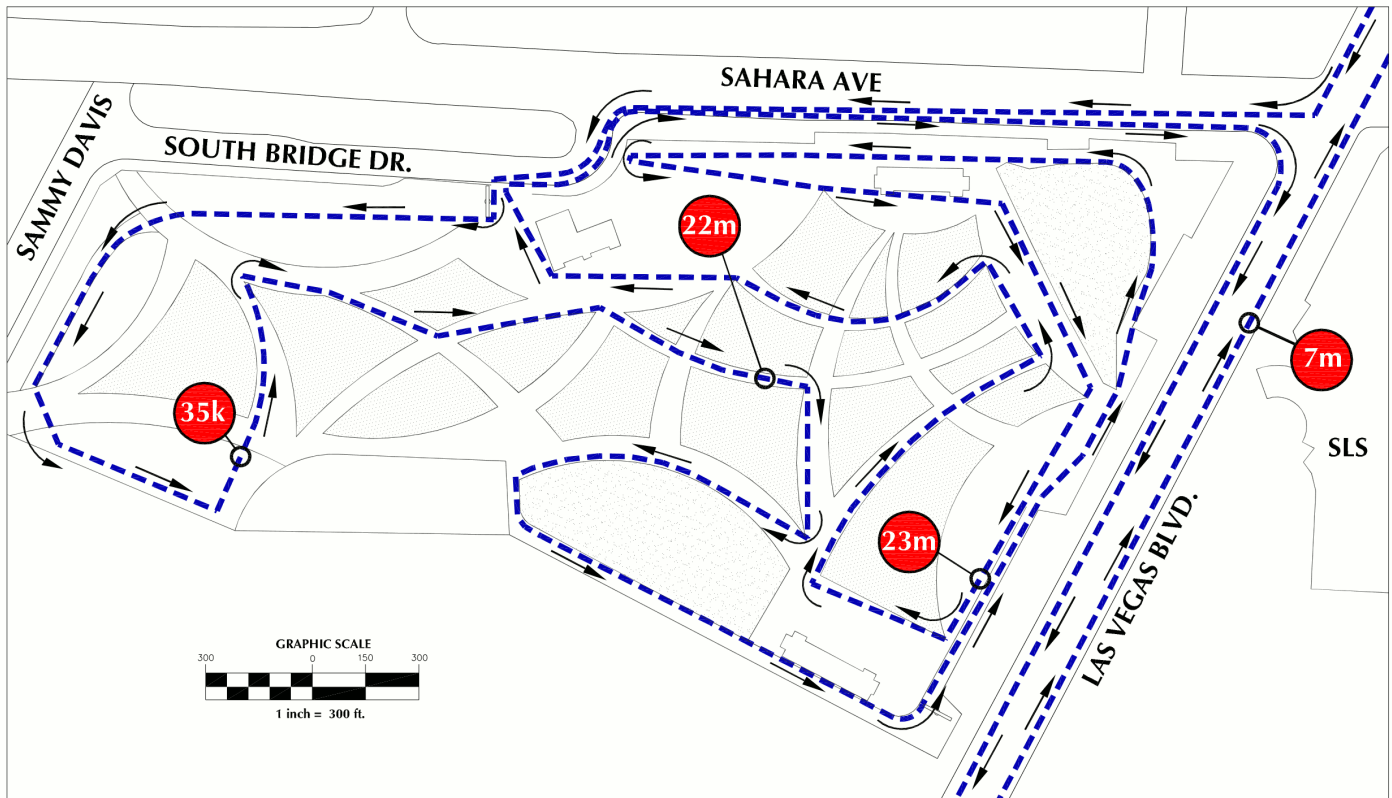 SAHARA AVE
SAMMY DAVIS
SOUTH BRIDGE DR.
22m
7m
35k
SLS
23m
LAS VEGAS BLVD.
GRAPHIC SCALE
300 0 150 300
1 inch = 300 ft.